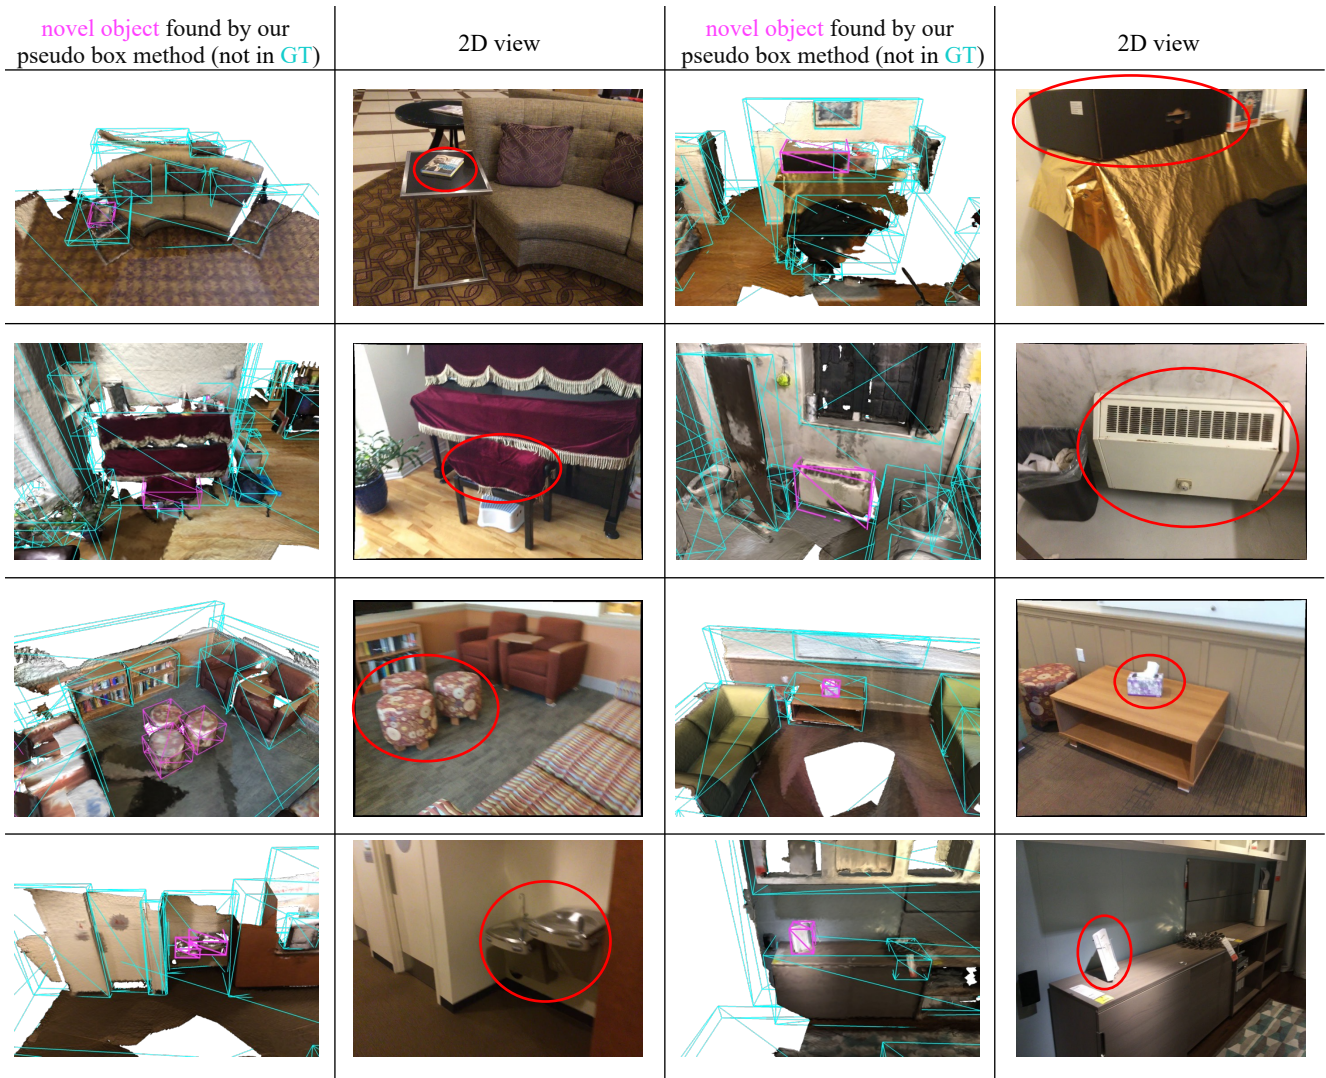 novel object found by our
pseudo box method (not in GT)
2D view
novel object found by our
pseudo box method (not in GT)
2D view